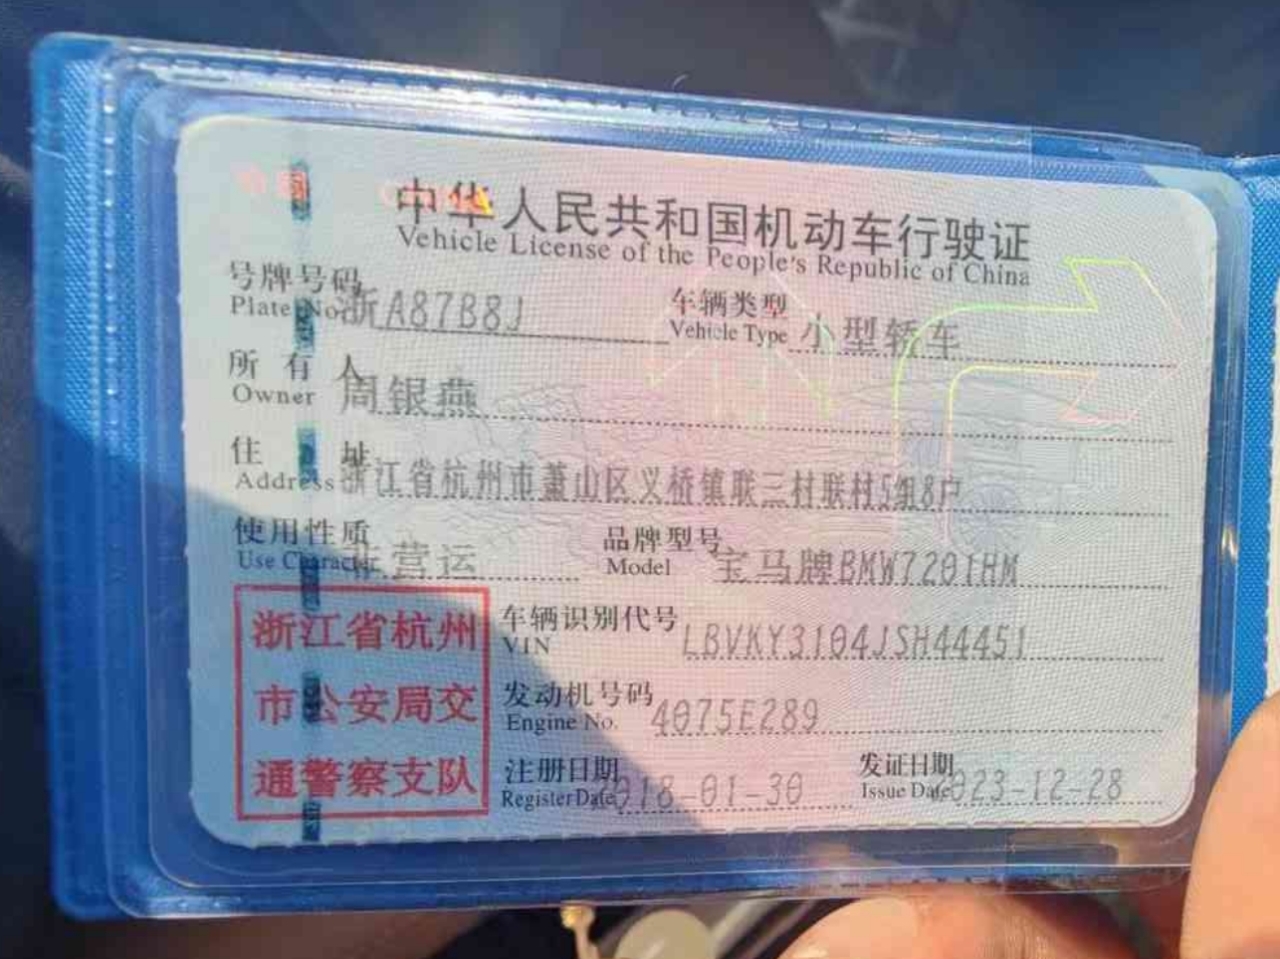 中华人民共和国机动车行驶证
Vehicle License of the People's Republic of China
号牌号码 浙A87B8J 车辆类型 小型轿车
Plate No. Vehicle Type
所有人 周银燕
Owner
住址 浙江省杭州市萧山区义桥镇联三村联村5组8户
Address
使用性质 非营运 品牌型号 宝马牌BMW7201HM
Use Character Model
浙江省杭州
市公安局交
通警察支队
车辆识别代号 LBVKY3104JSH44451
VIN
发动机号码 4075E289
Engine No.
注册日期 2018-01-30 发证日期 2023-12-28
Register Date Issue Date